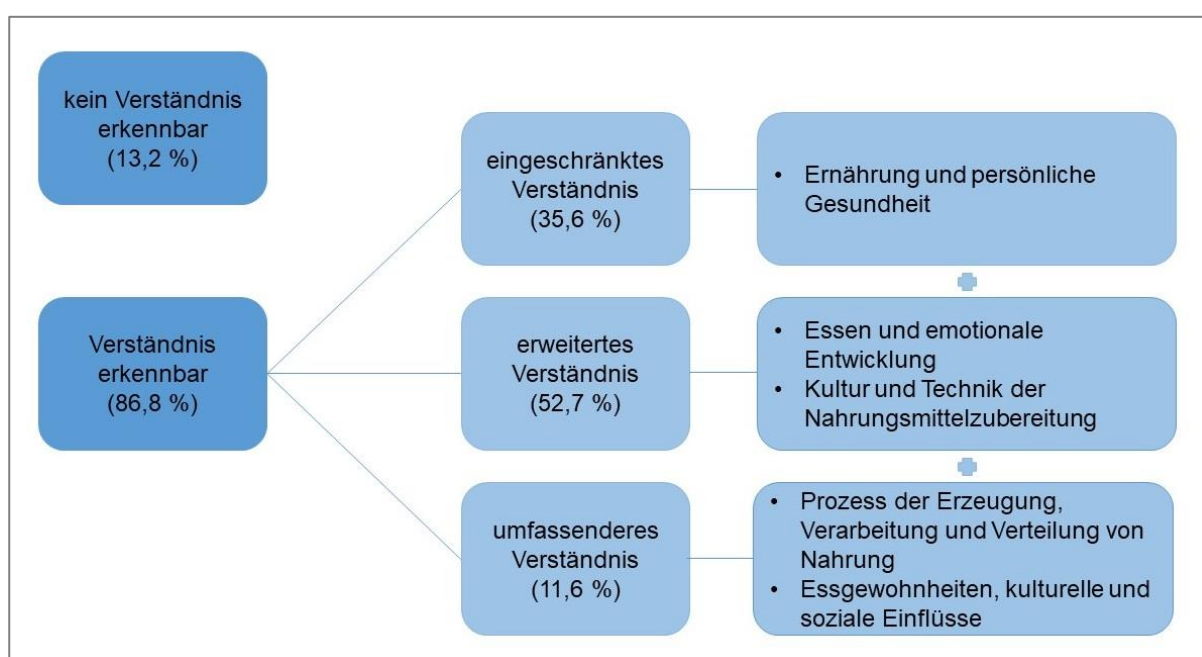 kein Verständnis
erkennbar
(13,2 %)
Verständnis
erkennbar
(86,8 %)
eingeschränktes
Verständnis
(35,6 %)
• Ernährung und persönliche
Gesundheit
erweitertes
Verständnis
(52,7 %)
• Essen und emotionale
Entwicklung
• Kultur und Technik der
Nahrungsmittelzubereitung
umfassenderes
Verständnis
(11,6 %)
• Prozess der Erzeugung,
Verarbeitung und Verteilung von
Nahrung
• Essgewohnheiten, kulturelle und
soziale Einflüsse